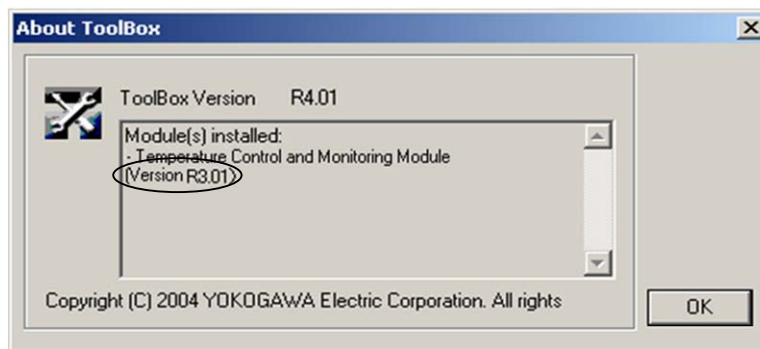 About ToolBox
ToolBox Version R4.01
Module(s) installed:
- Temperature Control and Monitoring Module
(Version R3.01)
Copyright (C) 2004 YOKOGAWA Electric Corporation. All rights
OK